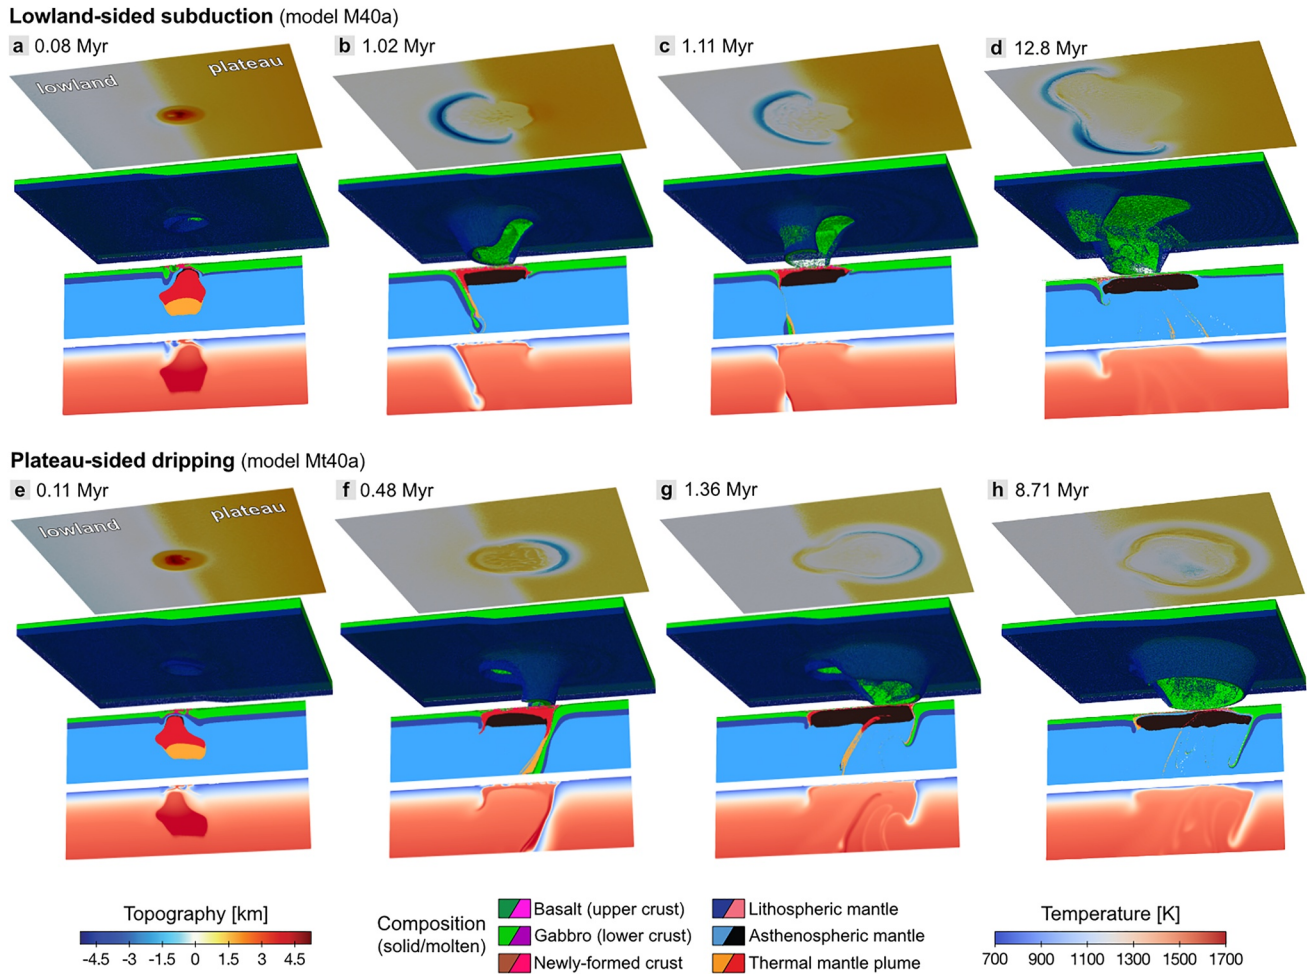 Lowland-sided subduction (model M40a)
a 0.08 Myr
b 1.02 Myr
c 1.11 Myr
d 12.8 Myr
lowland
plateau
Plateau-sided dripping (model Mt40a)
e 0.11 Myr
f 0.48 Myr
g 1.36 Myr
h 8.71 Myr
lowland
plateau
Topography [km]
-4.5 -3 -1.5 0 1.5 3 4.5
Composition
(solid/molten)
Basalt (upper crust)
Gabbro (lower crust)
Newly-formed crust
Lithospheric mantle
Asthenospheric mantle
Thermal mantle plume
Temperature [K]
700 900 1100 1300 1500 1700